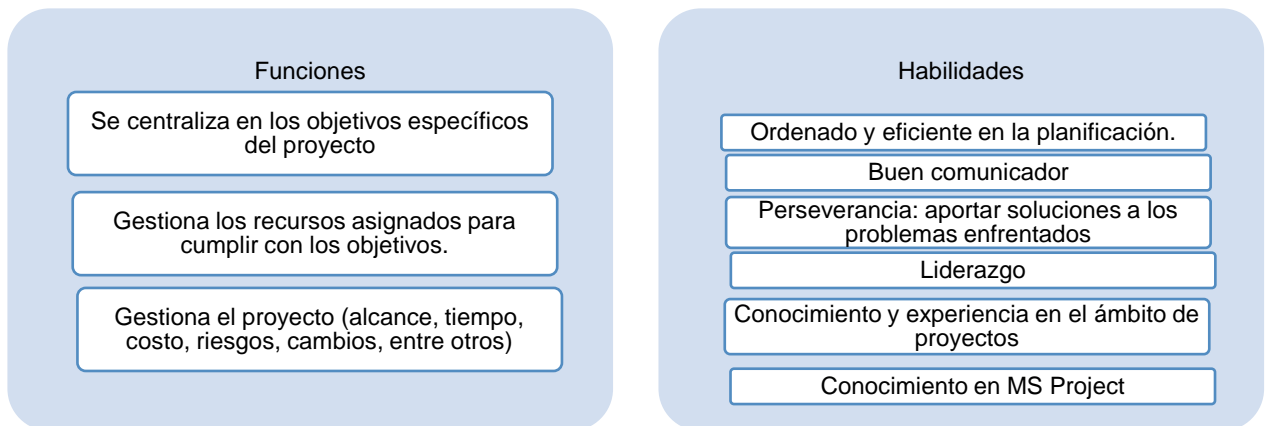 Funciones
Se centraliza en los objetivos específicos
del proyecto
Gestiona los recursos asignados para
cumplir con los objetivos.
Gestiona el proyecto (alcance, tiempo,
costo, riesgos, cambios, entre otros)
Habilidades
Ordenado y eficiente en la planificación.
Buen comunicador
Perseverancia: aportar soluciones a los
problemas enfrentados
Liderazgo
Conocimiento y experiencia en el ámbito de
proyectos
Conocimiento en MS Project